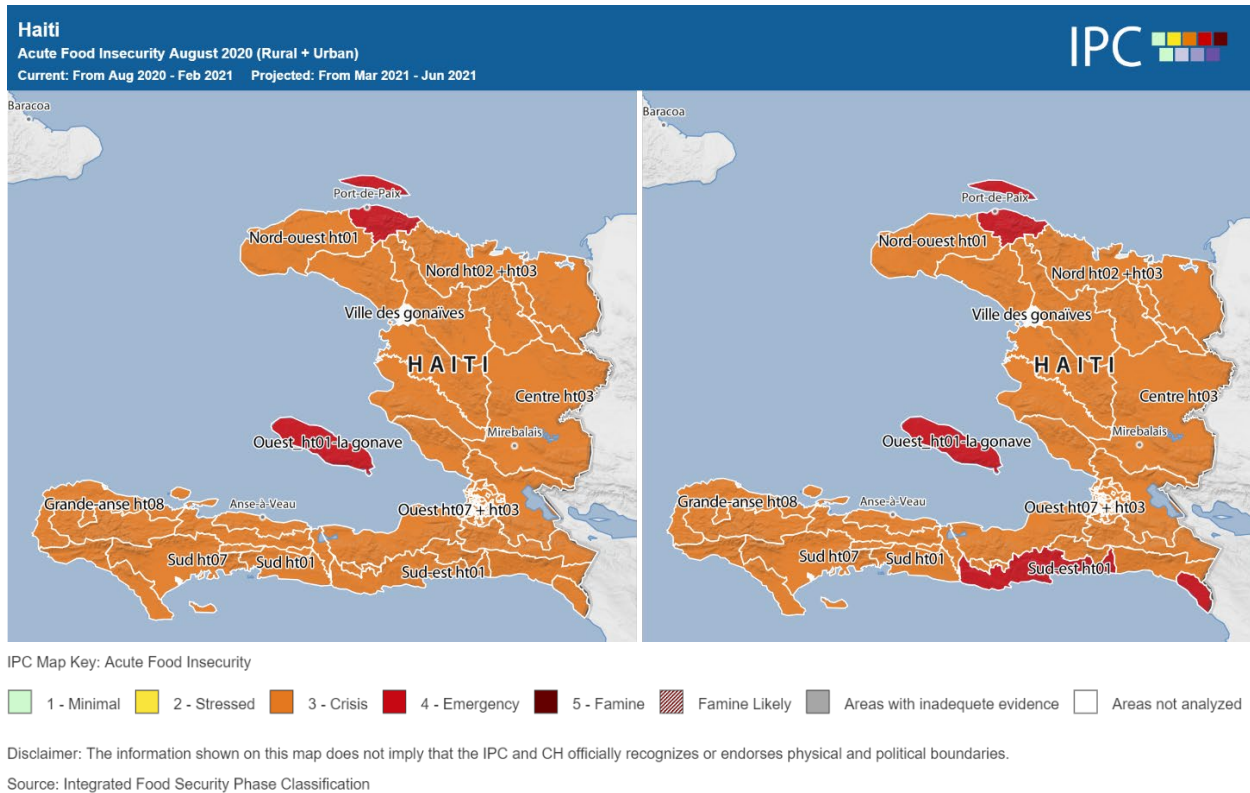 Haiti
Acute Food Insecurity August 2020 (Rural + Urban)
Current: From Aug 2020 - Feb 2021 Projected: From Mar 2021 - Jun 2021
IPC
Baracoa
Port-de-Paix
Nord-ouest ht01
Nord ht02 +ht03
Ville des gonaïves
HAITI
Centre ht03
Mirebalais
Ouest_ht01-la gonave
Grande-anse ht08
Anse-à-Veau
Ouest ht07 + ht03
Sud ht07
Sud ht01
Sud-est ht01
Baracoa
Port-de-Paix
Nord-ouest ht01
Nord ht02 +ht03
Ville des gonaïves
HAITI
Centre ht03
Mirebalais
Ouest_ht01-la gonave
Grande-anse ht08
Anse-à-Veau
Ouest ht07 + ht03
Sud ht07
Sud ht01
Sud-est ht01
IPC Map Key: Acute Food Insecurity
1 - Minimal 2 - Stressed 3 - Crisis 4 - Emergency 5 - Famine Famine Likely Areas with inadequete evidence Areas not analyzed
Disclaimer: The information shown on this map does not imply that the IPC and CH officially recognizes or endorses physical and political boundaries.
Source: Integrated Food Security Phase Classification